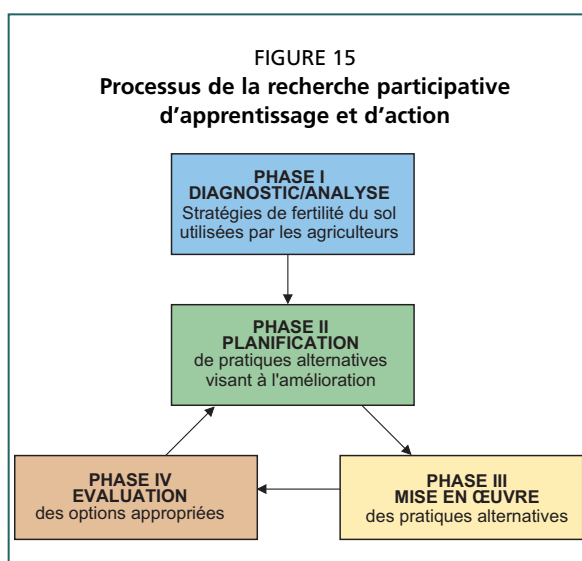 FIGURE 15
Processus de la recherche participative
d'apprentissage et d'action
PHASE I
DIAGNOSTIC/ANALYSE
Stratégies de fertilité du sol
utilisées par les agriculteurs
PHASE II
PLANIFICATION
de pratiques alternatives
visant à l'amélioration
PHASE IV
EVALUATION
des options appropriées
PHASE III
MISE EN ŒUVRE
des pratiques alternatives